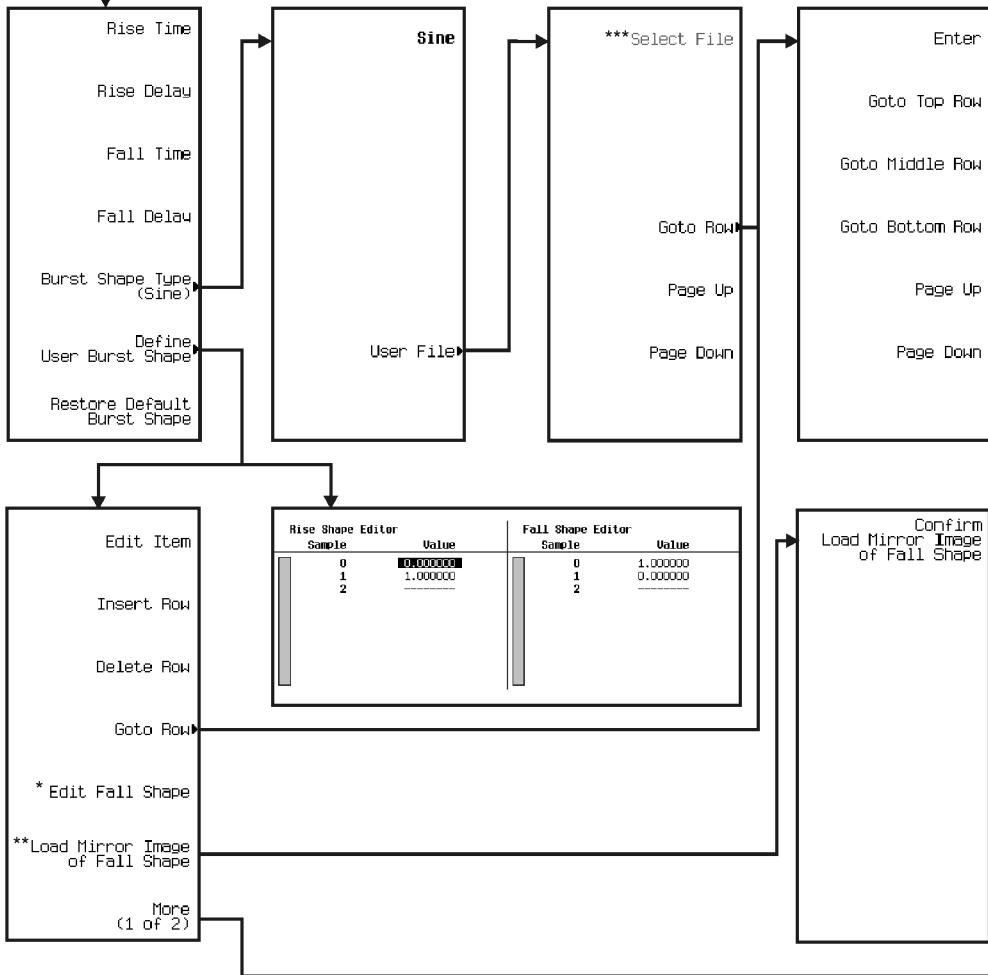 Rise Time
Rise Delay
Fall Time
Fall Delay
Burst Shape Type
(Sine)
Define
User Burst Shape
Restore Default
Burst Shape
Sine
User File
***Select File
Goto Row
Page Up
Page Down
Enter
Goto Top Row
Goto Middle Row
Goto Bottom Row
Page Up
Page Down
Edit Item
Insert Row
Delete Row
Goto Row
* Edit Fall Shape
**Load Mirror Image
of Fall Shape
More
(1 of 2)
Rise Shape Editor
Sample Value
0 0.000000
1 1.000000
2 --------
Fall Shape Editor
Sample Value
0 1.000000
1 0.000000
2 --------
Confirm
Load Mirror Image
of Fall Shape